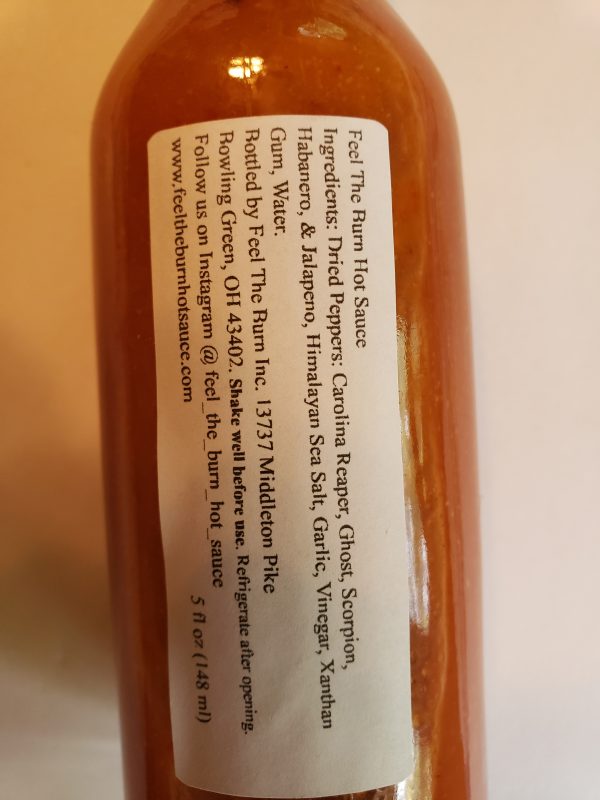 Feel The Burn Hot Sauce
Ingredients: Dried Peppers: Carolina Reaper, Ghost, Scorpion,
Habanero, & Jalapeno, Himalayan Sea Salt, Garlic, Vinegar, Xanthan
Gum, Water.
Bottled by Feel The Burn Inc. 13737 Middleton Pike
Bowling Green, OH 43402. Shake well before use. Refrigerate after opening.
Follow us on Instagram @ feel_the_burn_hot_sauce
www.feeltheburnhotsauce.com 5 fl oz (148 ml)